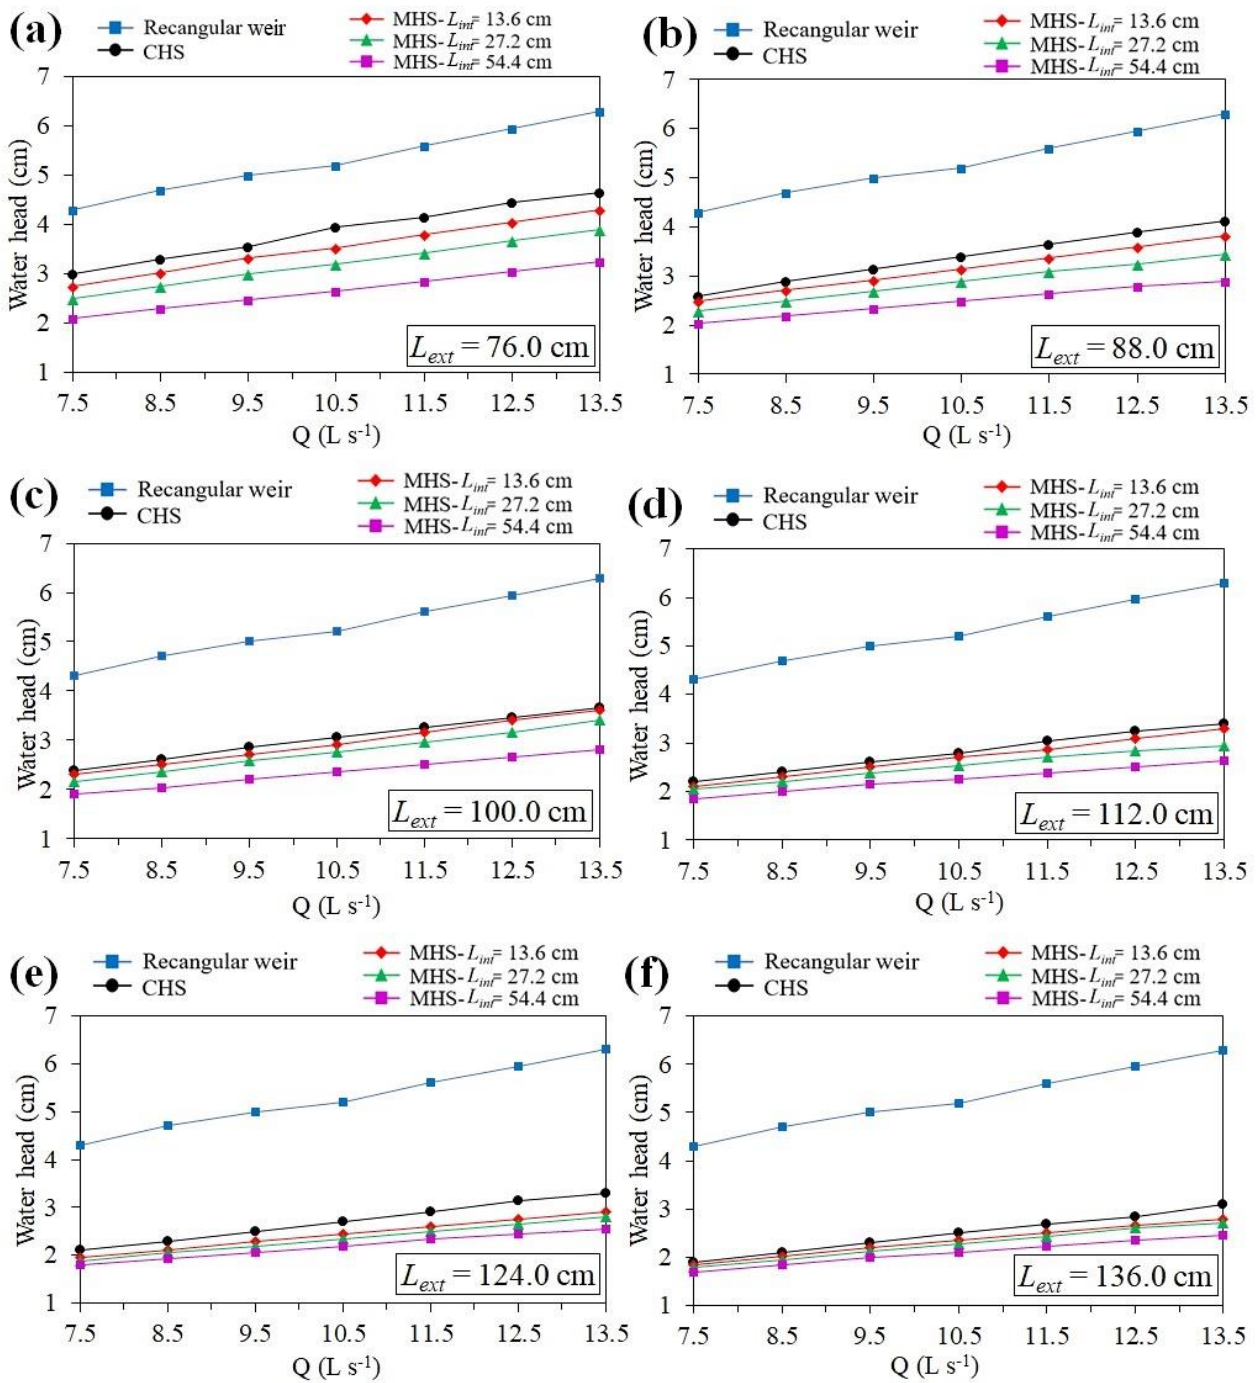 (a)
Recangular weir
CHS
MHS-Lint= 13.6 cm
MHS-Lint= 27.2 cm
MHS-Lint= 54.4 cm
Water head (cm)
7
6
5
4
3
2
1
Lext = 76.0 cm
7.5 8.5 9.5 10.5 11.5 12.5 13.5
Q (L s-1)
(b)
Recangular weir
CHS
MHS-Lint= 13.6 cm
MHS-Lint= 27.2 cm
MHS-Lint= 54.4 cm
Water head (cm)
7
6
5
4
3
2
1
Lext = 88.0 cm
7.5 8.5 9.5 10.5 11.5 12.5 13.5
Q (L s-1)
(c)
Recangular weir
CHS
MHS-Lint= 13.6 cm
MHS-Lint= 27.2 cm
MHS-Lint= 54.4 cm
Water head (cm)
7
6
5
4
3
2
1
Lext = 100.0 cm
7.5 8.5 9.5 10.5 11.5 12.5 13.5
Q (L s-1)
(d)
Recangular weir
CHS
MHS-Lint= 13.6 cm
MHS-Lint= 27.2 cm
MHS-Lint= 54.4 cm
Water head (cm)
7
6
5
4
3
2
1
Lext = 112.0 cm
7.5 8.5 9.5 10.5 11.5 12.5 13.5
Q (L s-1)
(e)
Recangular weir
CHS
MHS-Lint= 13.6 cm
MHS-Lint= 27.2 cm
MHS-Lint= 54.4 cm
Water head (cm)
7
6
5
4
3
2
1
Lext = 124.0 cm
7.5 8.5 9.5 10.5 11.5 12.5 13.5
Q (L s-1)
(f)
Recangular weir
CHS
MHS-Lint= 13.6 cm
MHS-Lint= 27.2 cm
MHS-Lint= 54.4 cm
Water head (cm)
7
6
5
4
3
2
1
Lext = 136.0 cm
7.5 8.5 9.5 10.5 11.5 12.5 13.5
Q (L s-1)